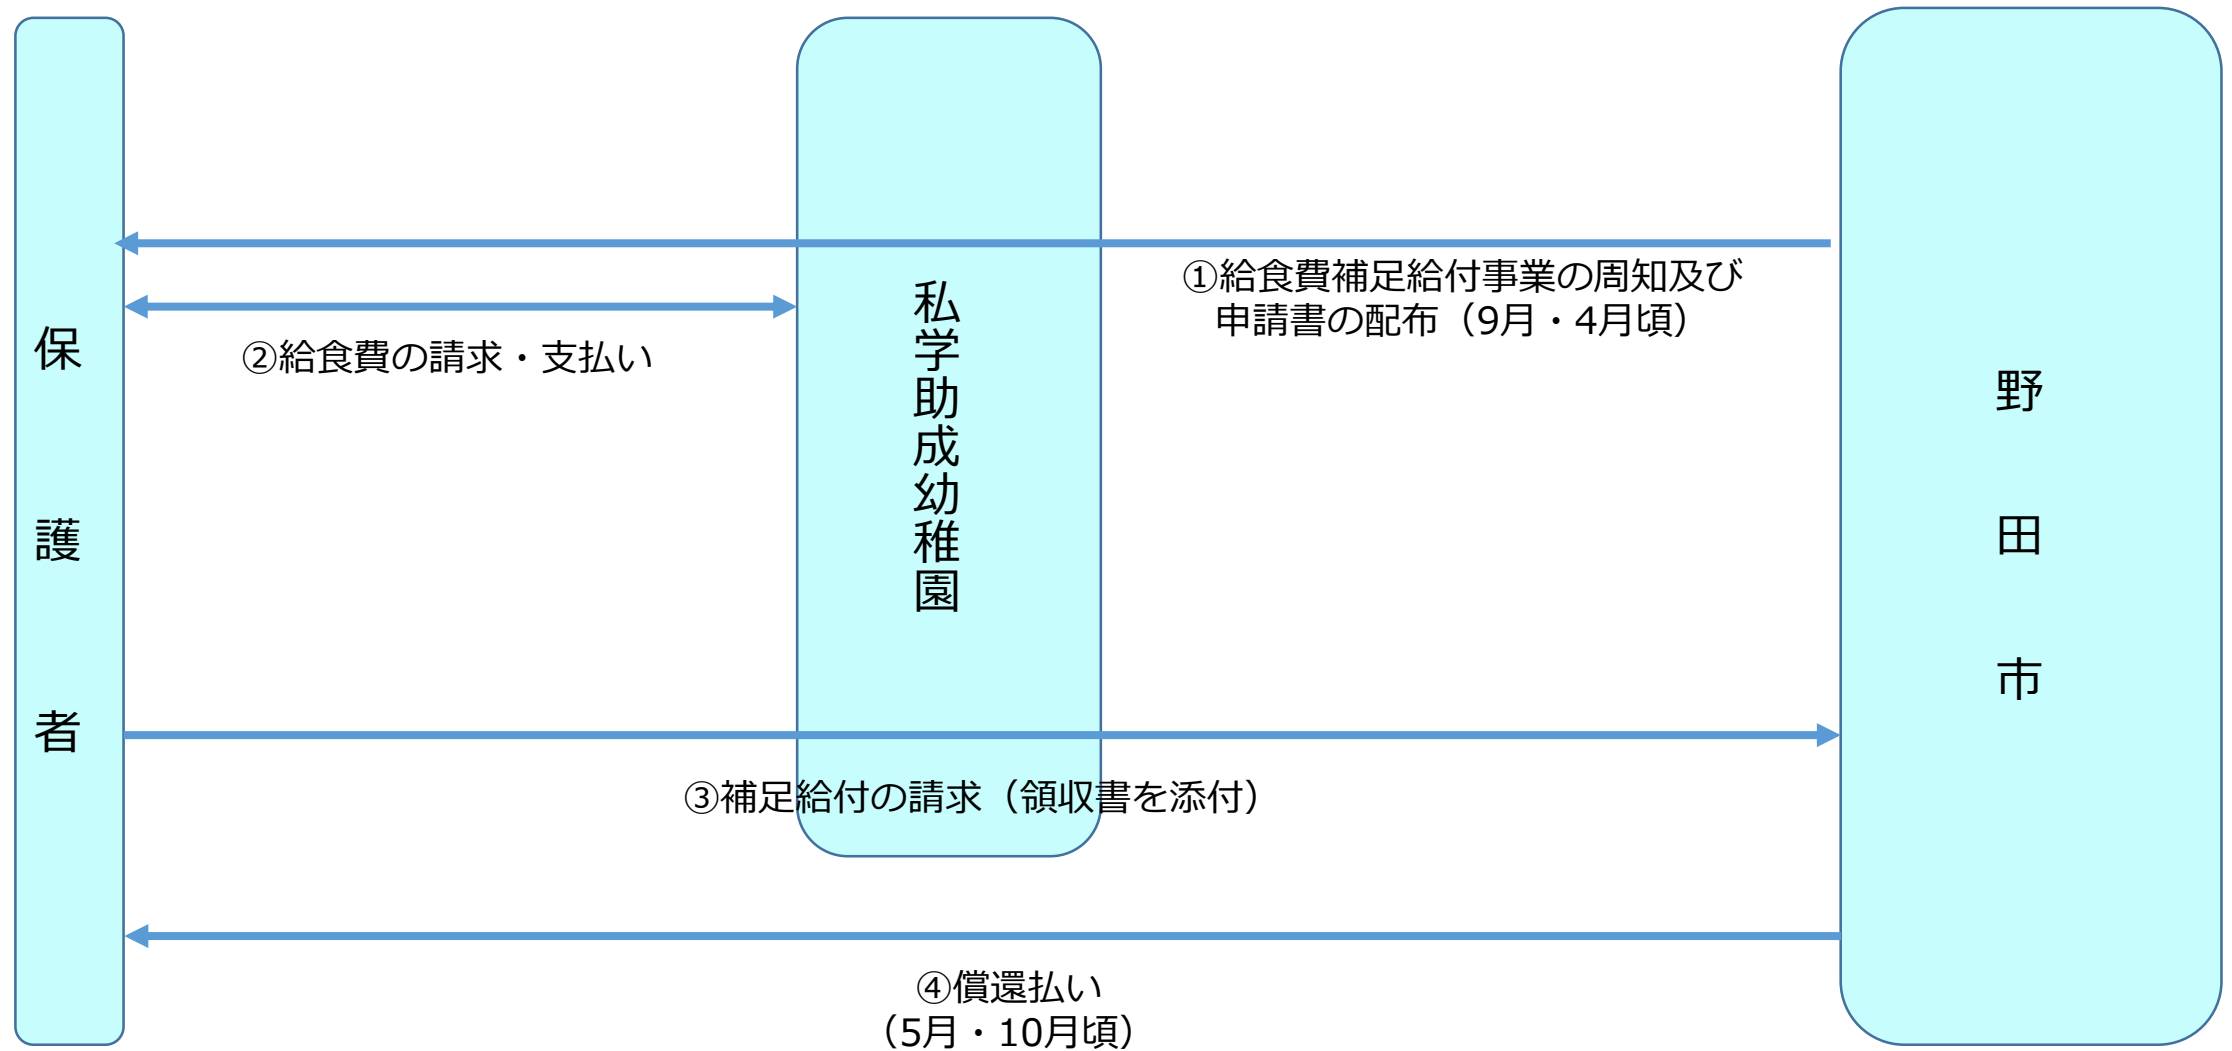 保護者
私学助成幼稚園
野田市
①給食費補足給付事業の周知及び
申請書の配布（9月・4月頃）
②給食費の請求・支払い
③補足給付の請求（領収書を添付）
④償還払い
（5月・10月頃）